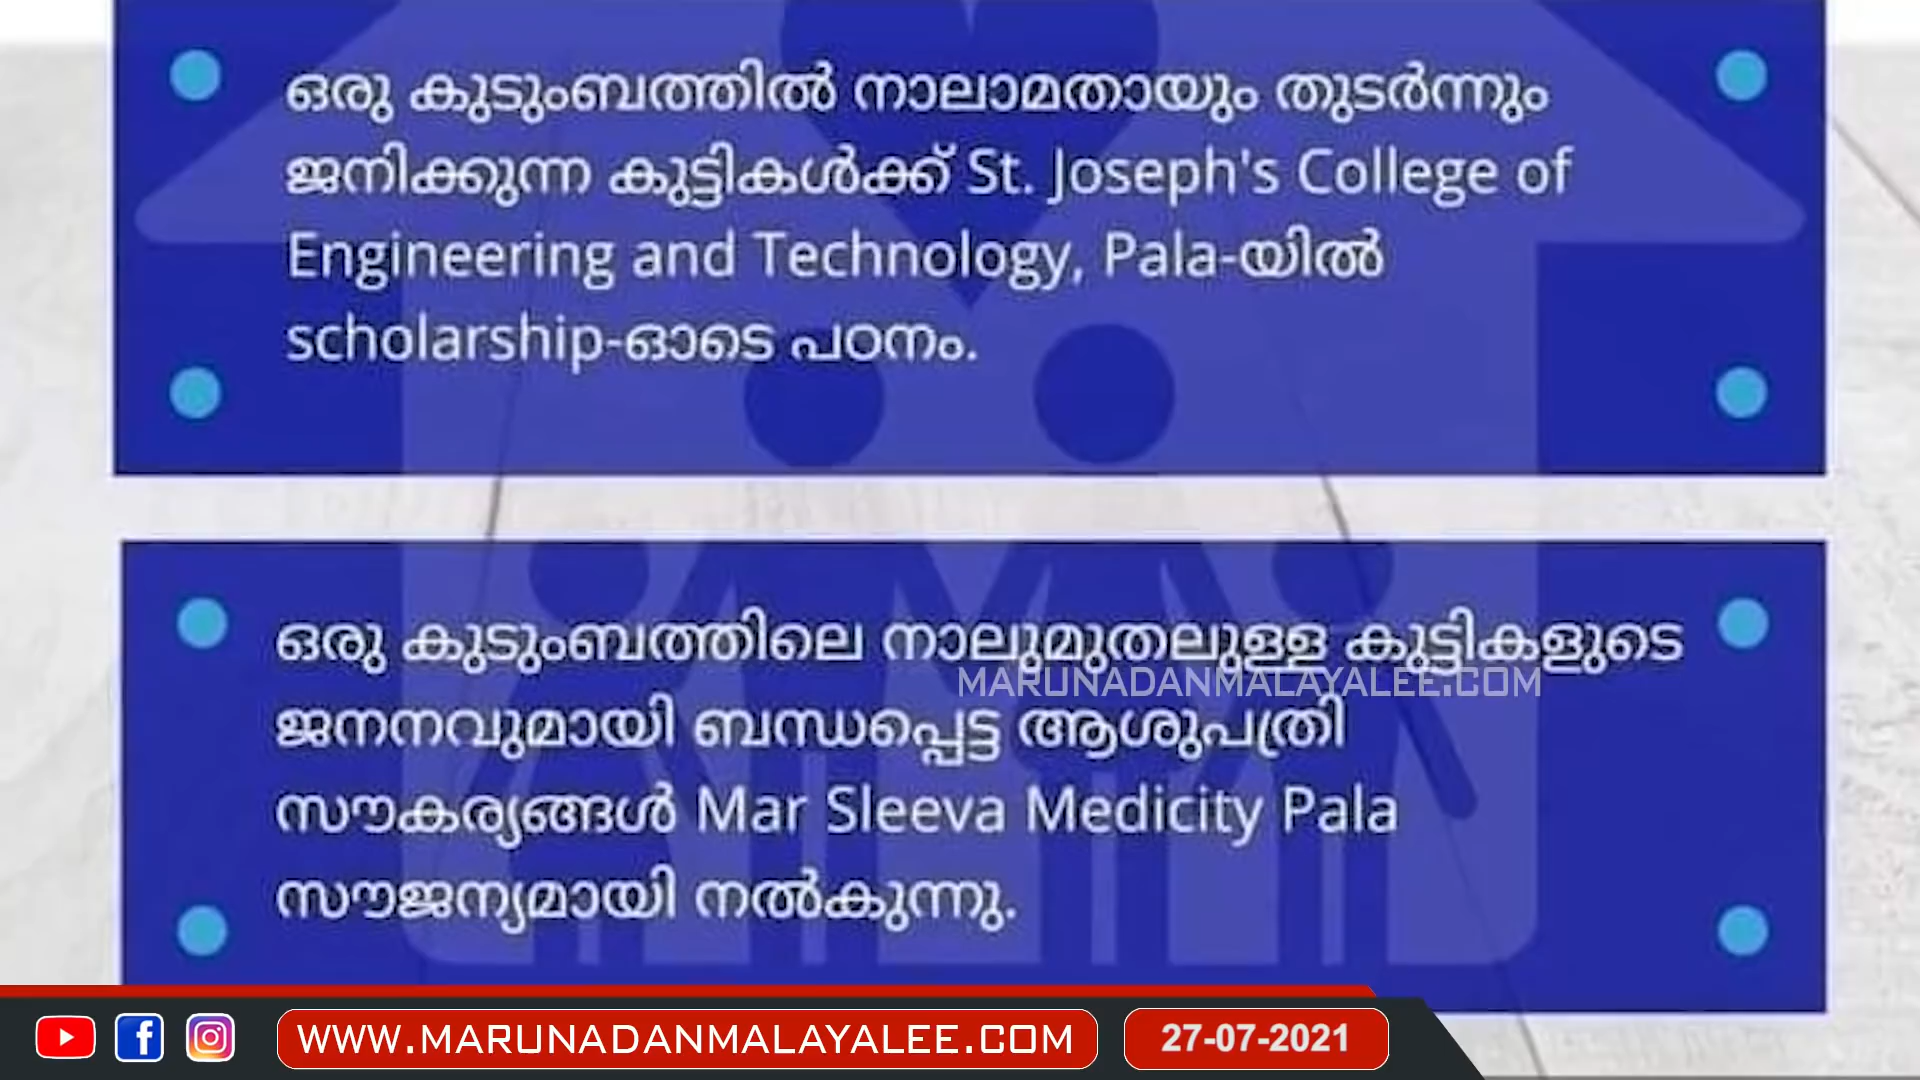 ഒരു കുടുംബത്തിൽ നാലാമതായും തുടർന്നും
ജനിക്കുന്ന കുട്ടികൾക്ക് St. Joseph's College of
Engineering and Technology, Pala-യിൽ
scholarship-ഓടെ പഠനം.
ഒരു കുടുംബത്തിലെ നാലുമുതലുള്ള കുട്ടികളുടെ
MARUNADANMALAYALEE.COM
ജനനവുമായി ബന്ധപ്പെട്ട ആശുപത്രി
സൗകര്യങ്ങൾ Mar Sleeva Medicity Pala
സൗജന്യമായി നൽകുന്നു.
WWW.MARUNADANMALAYALEE.COM
27-07-2021